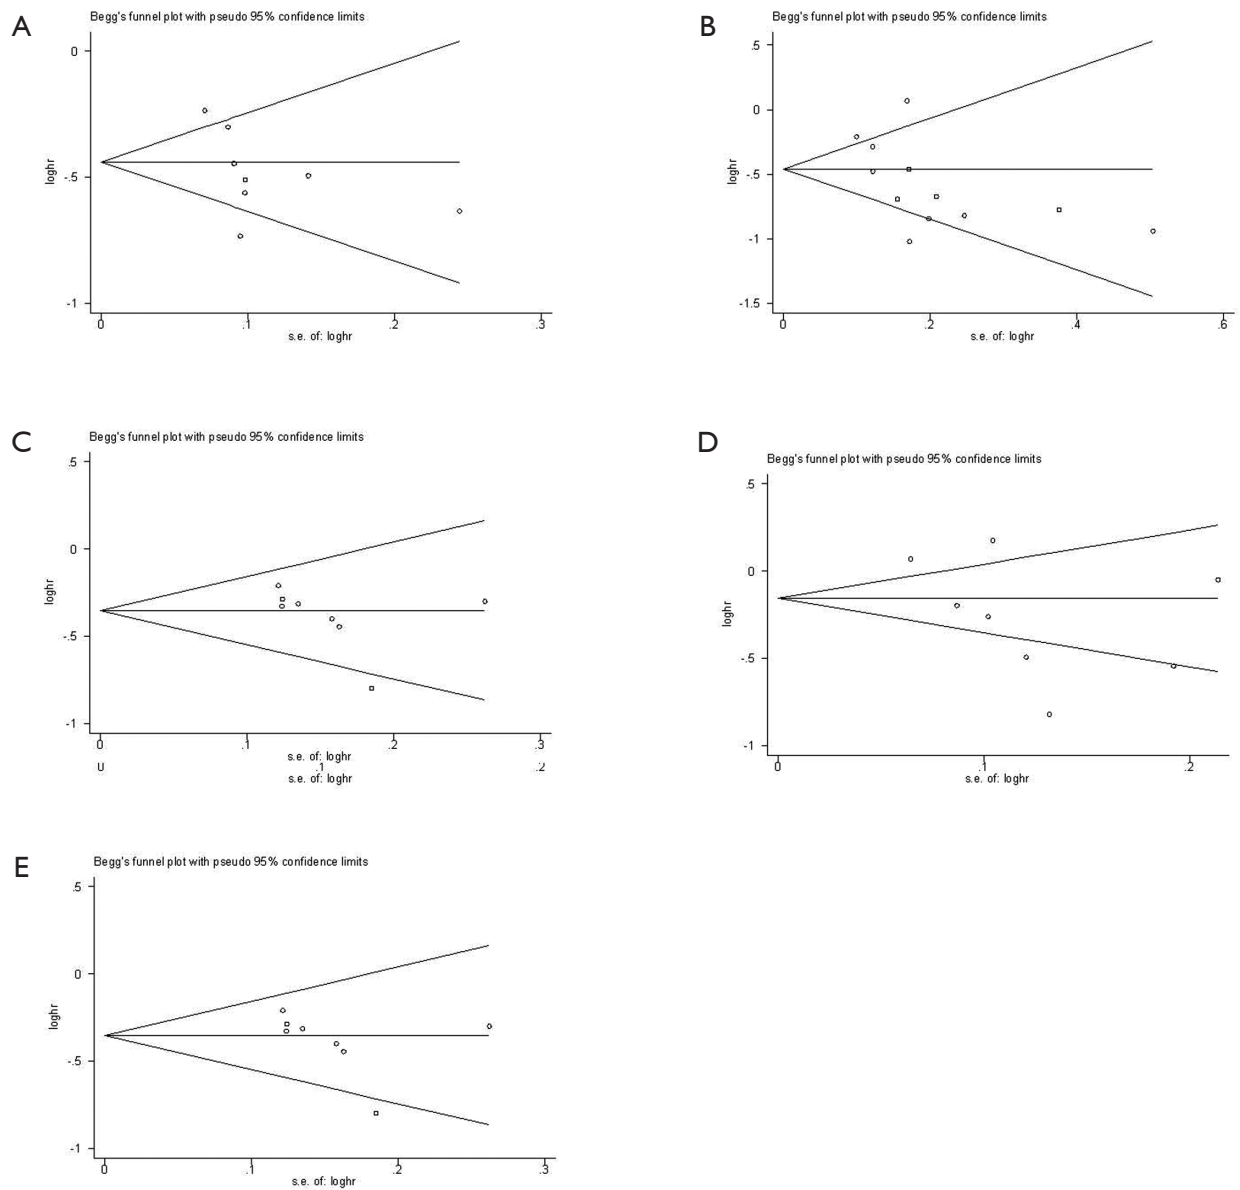 A
Begg's funnel plot with pseudo 95% confidence limits
0
-.5
-1
loghr
0 .1 .2 .3
s.e. of: loghr
B
Begg's funnel plot with pseudo 95% confidence limits
.5
0
-.5
-1
-1.5
loghr
0 .2 .4 .6
s.e. of: loghr
C
Begg's funnel plot with pseudo 95% confidence limits
.5
0
-.5
-1
loghr
0 .1 .2 .3
s.e. of: loghr
0 .1 .2
s.e. of: loghr
D
Begg's funnel plot with pseudo 95% confidence limits
.5
0
-.5
-1
loghr
0 .1 .2
s.e. of: loghr
E
Begg's funnel plot with pseudo 95% confidence limits
.5
0
-.5
-1
loghr
0 .1 .2 .3
s.e. of: loghr